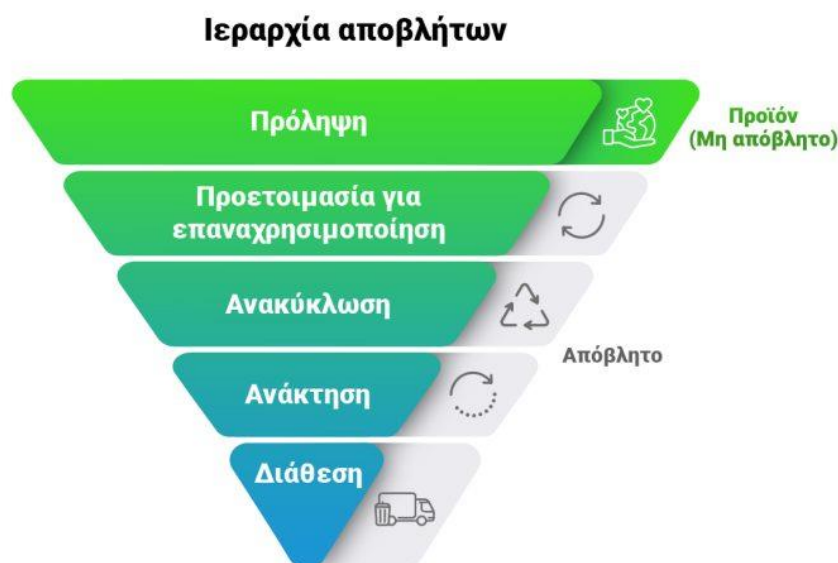 Ιεραρχία αποβλήτων
Πρόληψη
Προϊόν
(Μη απόβλητο)
Προετοιμασία για
επαναχρησιμοποίηση
Ανακύκλωση
Απόβλητο
Ανάκτηση
Διάθεση